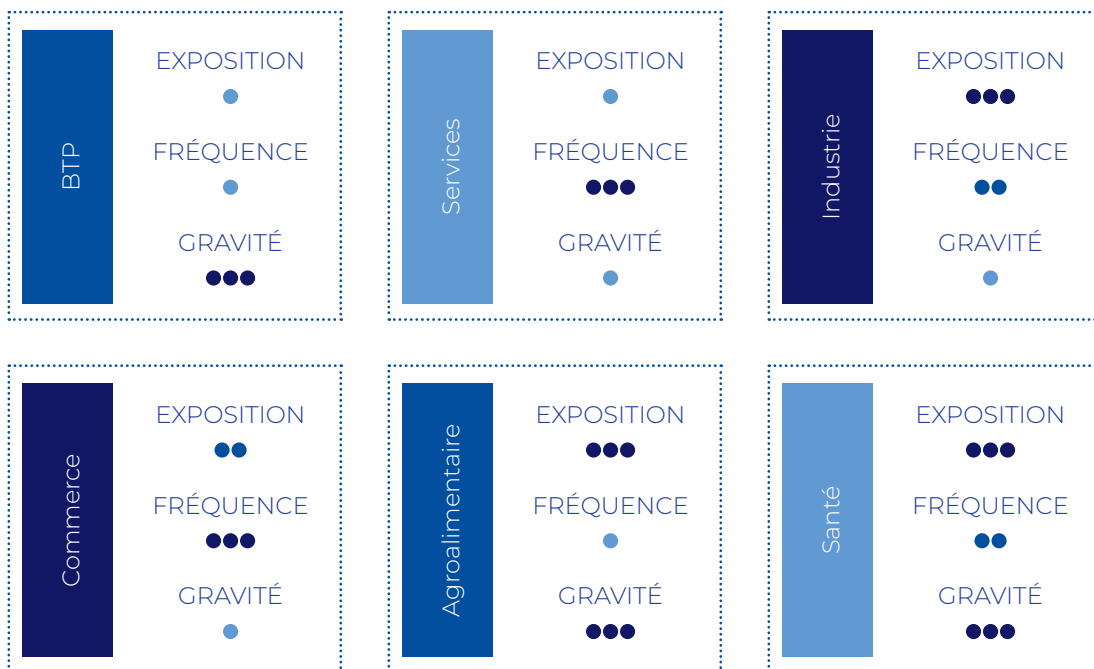 BTP
EXPOSITION
FRÉQUENCE
GRAVITÉ
Services
EXPOSITION
FRÉQUENCE
GRAVITÉ
Industrie
EXPOSITION
FRÉQUENCE
GRAVITÉ
Commerce
EXPOSITION
FRÉQUENCE
GRAVITÉ
Agroalimentaire
EXPOSITION
FRÉQUENCE
GRAVITÉ
Santé
EXPOSITION
FRÉQUENCE
GRAVITÉ